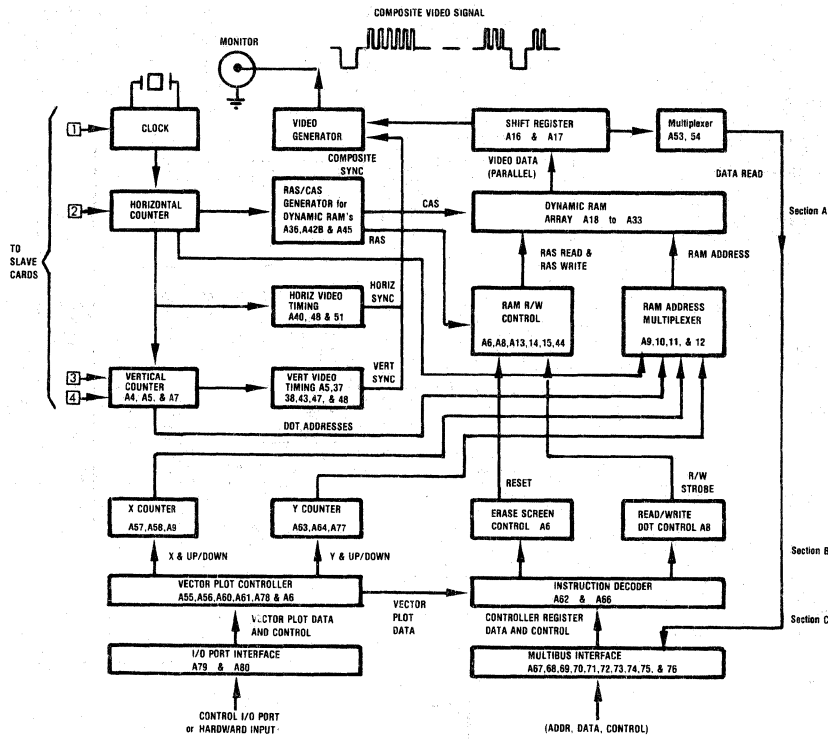 COMPOSITE VIDEO SIGNAL
MONITOR
1
CLOCK
VIDEO
GENERATOR
SHIFT REGISTER
A16 & A17
Multiplexer
A53, 54
COMPOSITE
SYNC
VIDEO DATA
(PARALLEL)
DATA READ
2
HORIZONTAL
COUNTER
RAS/CAS
GENERATOR for
DYNAMIC RAM's
A36,A42B & A45
CAS
RAS
DYNAMIC RAM
ARRAY A18 to A33
Section A
TO
SLAVE
CARDS
RAS READ &
RAS WRITE
RAM ADDRESS
HORIZ VIDEO
TIMING
A40, 48 & 51
HORIZ
SYNC
RAM R/W
CONTROL
A6,A8,A13,14,15,44
RAM ADDRESS
MULTIPLEXER
A9,10,11, & 12
3
4
VERTICAL
COUNTER
A4, A5, & A7
VERT VIDEO
TIMING A5,37
38,43,47, & 48
VERT
SYNC
DOT ADDRESSES
RESET
R/W
STROBE
X COUNTER
A57,A58,A9
Y COUNTER
A63,A64,A77
ERASE SCREEN
CONTROL A6
READ/WRITE
DOT CONTROL A8
X & UP/DOWN
Y & UP/DOWN
Section B
VECTOR PLOT CONTROLLER
A55,A56,A60,A61,A78 & A6
INSTRUCTION DECODER
A62 & A66
VECTOR PLOT DATA
AND CONTROL
VECTOR
PLOT
DATA
CONTROLLER REGISTER
DATA AND CONTROL
Section C
I/O PORT INTERFACE
A79 & A80
MULTIBUS INTERFACE
A67,68,69,70,71,72,73,74,75, & 76
CONTROL I/O PORT
or HARDWARD INPUT
(ADDR, DATA, CONTROL)